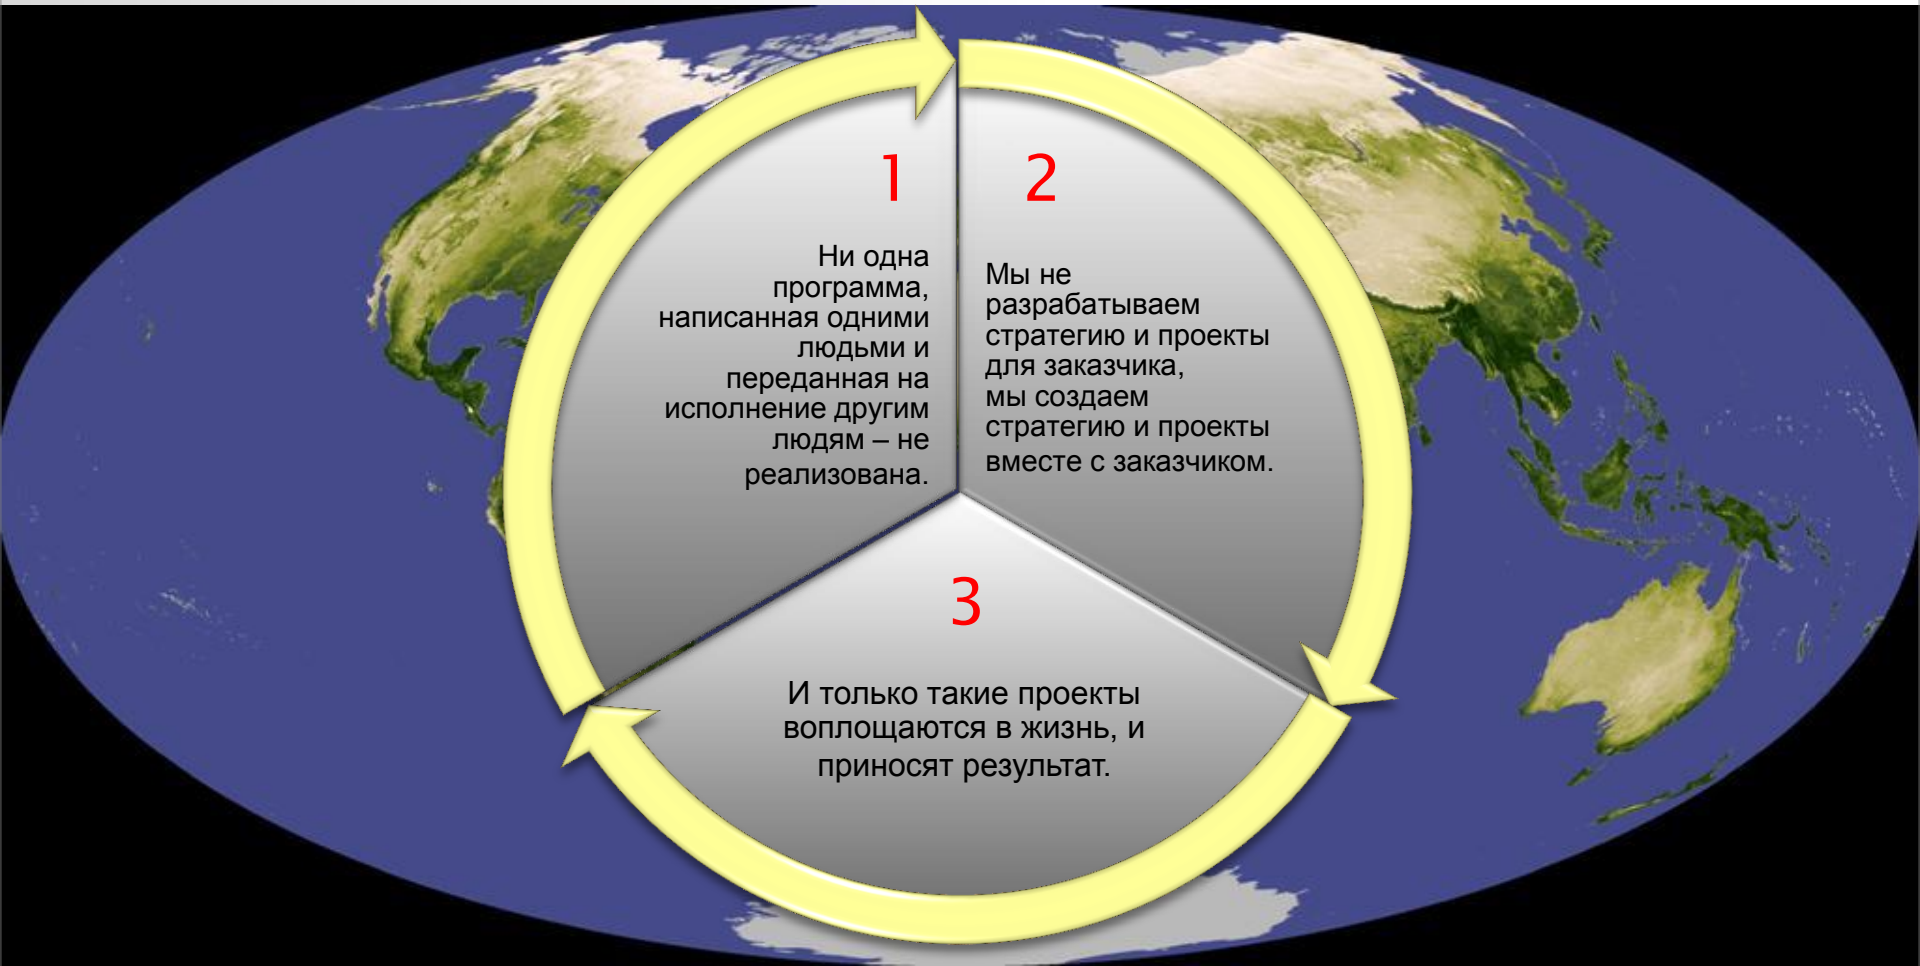 1
Ни одна
программа,
написанная одними
людьми и
переданная на
исполнение другим
людям – не
реализована.
2
Мы не
разрабатываем
стратегию и проекты
для заказчика,
мы создаем
стратегию и проекты
вместе с заказчиком.
3
И только такие проекты
воплощаются в жизнь, и
приносят результат.